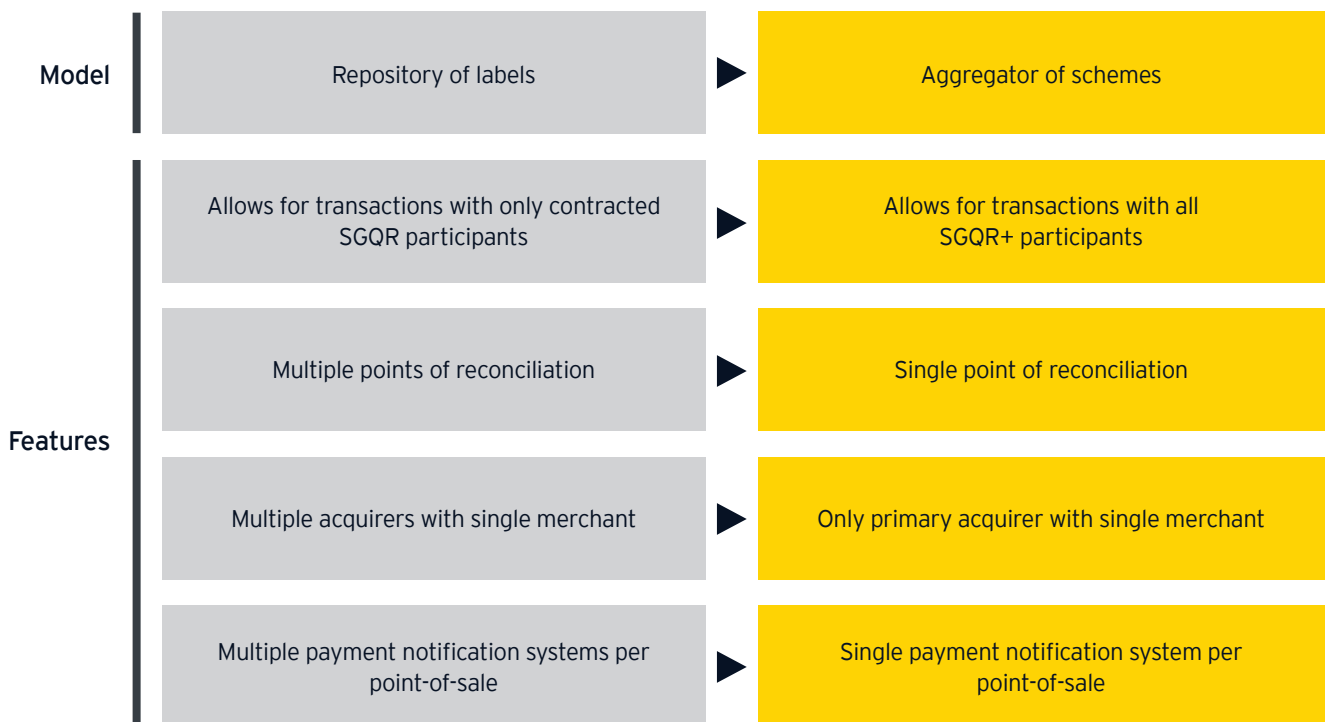 Model
Repository of labels
Aggregator of schemes
Features
Allows for transactions with only contracted
SGQR participants
Allows for transactions with all
SGQR+ participants
Multiple points of reconciliation
Single point of reconciliation
Multiple acquirers with single merchant
Only primary acquirer with single merchant
Multiple payment notification systems per
point-of-sale
Single payment notification system per
point-of-sale